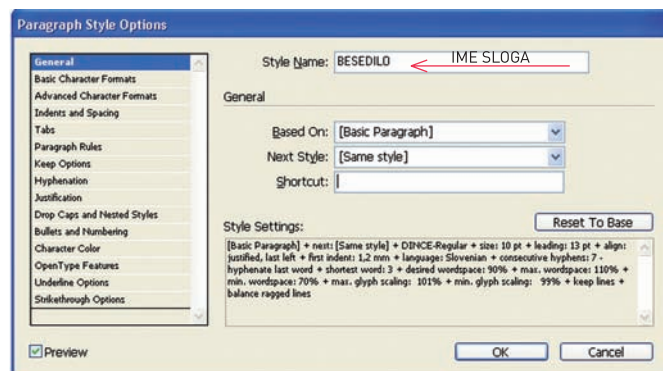 Paragraph Style Options
General
Basic Character Formats
Advanced Character Formats
Indents and Spacing
Tabs
Paragraph Rules
Keep Options
Hyphenation
Justification
Drop Caps and Nested Styles
Bullets and Numbering
Character Color
OpenType Features
Underline Options
Strikethrough Options
Style Name: BESEDILO
IME SLOGA
General
Based On: [Basic Paragraph]
Next Style: [Same style]
Shortcut:
Style Settings:
Reset To Base
[Basic Paragraph] + next: [Same style] + DINCE-Regular + size: 10 pt + leading: 13 pt + align:
justified, last left + first indent: 1,2 mm + language: Slovenian + consecutive hyphens: 7 -
hyphenate last word + shortest word: 3 + desired wordspace: 90% + max. wordspace: 110% +
min. wordspace: 70% + max. glyph scaling: 101% + min. glyph scaling: 99% + keep lines +
balance ragged lines
Preview
OK
Cancel